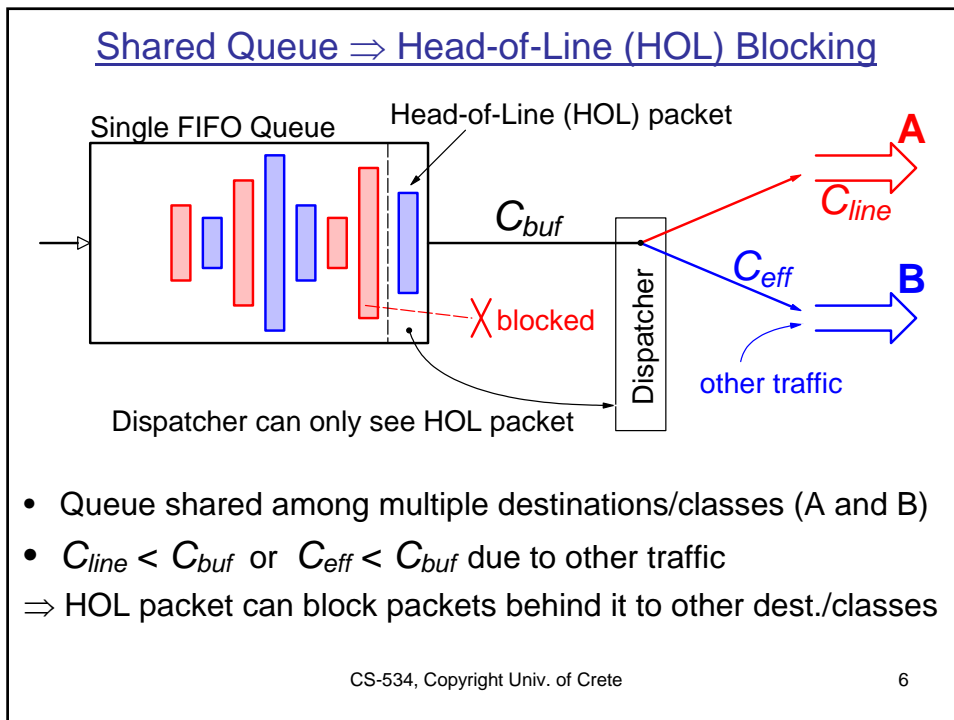 Shared Queue ⇒ Head-of-Line (HOL) Blocking
Head-of-Line (HOL) packet
Single FIFO Queue
A
C_buf
C_line
C_eff
B
blocked
Dispatcher
other traffic
Dispatcher can only see HOL packet
• Queue shared among multiple destinations/classes (A and B)
• C_line < C_buf or C_eff < C_buf due to other traffic
⇒ HOL packet can block packets behind it to other dest./classes
CS-534, Copyright Univ. of Crete 6